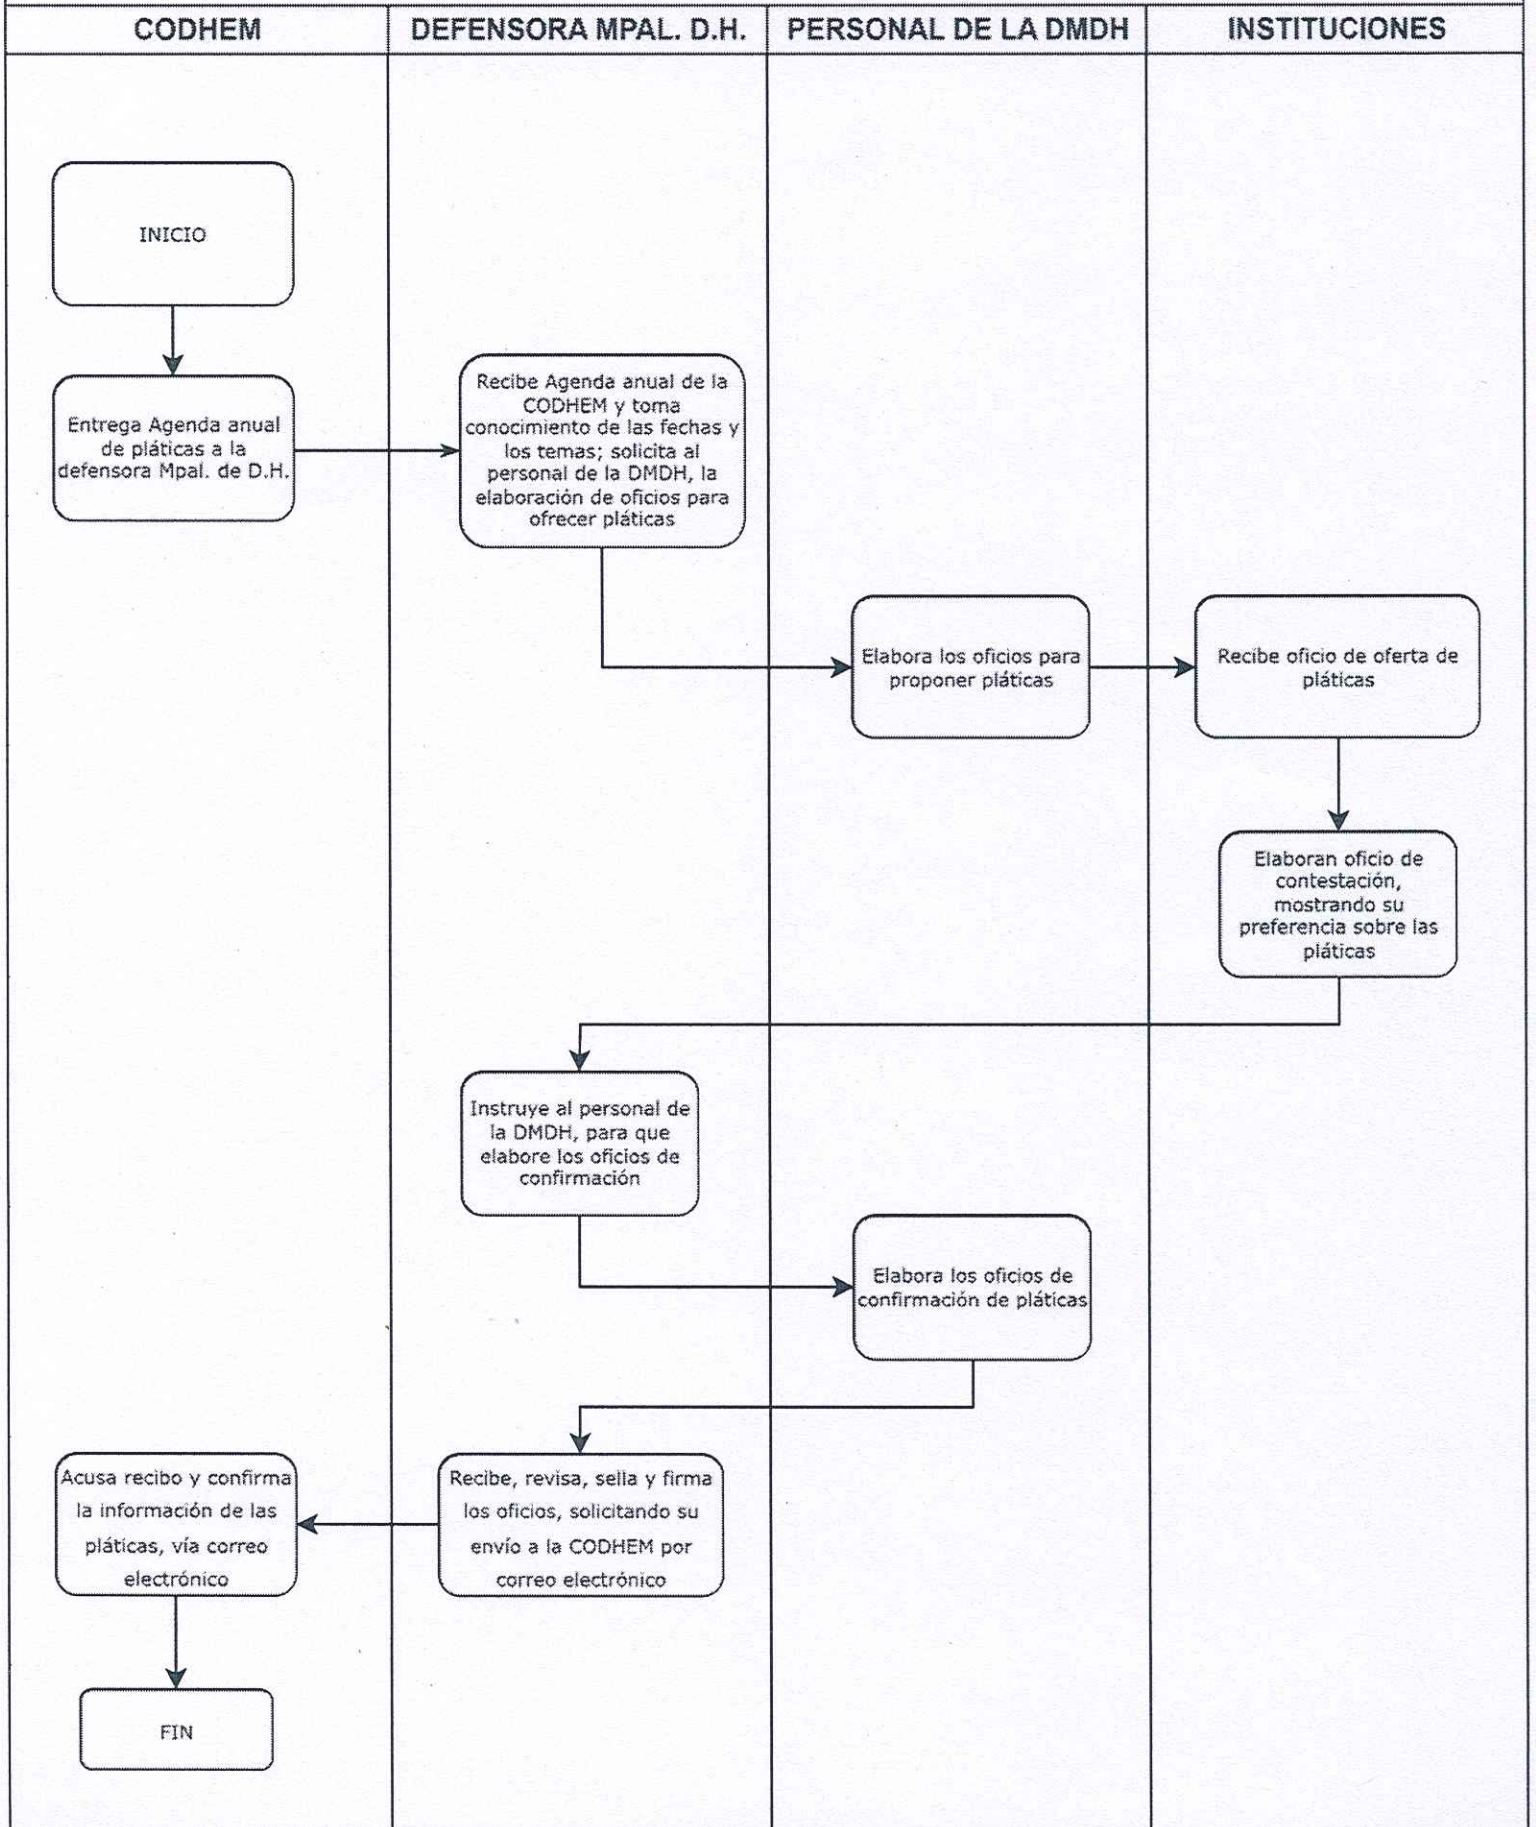 CODHEM
DEFENSORA MPAL. D.H.
PERSONAL DE LA DMDH
INSTITUCIONES
INICIO
Entrega Agenda anual
de pláticas a la
defensora Mpal. de D.H.
Recibe Agenda anual de la
CODHEM y toma
conocimiento de las fechas y
los temas; solicita al
personal de la DMDH, la
elaboración de oficios para
ofrecer pláticas
Elabora los oficios para
proponer pláticas
Recibe oficio de oferta de
pláticas
Elaboran oficio de
contestación,
mostrando su
preferencia sobre las
pláticas
Instruye al personal de
la DMDH, para que
elabore los oficios de
confirmación
Elabora los oficios de
confirmación de pláticas
Recibe, revisa, sella y firma
los oficios, solicitando su
envío a la CODHEM por
correo electrónico
Acusa recibo y confirma
la información de las
pláticas, vía correo
electrónico
FIN